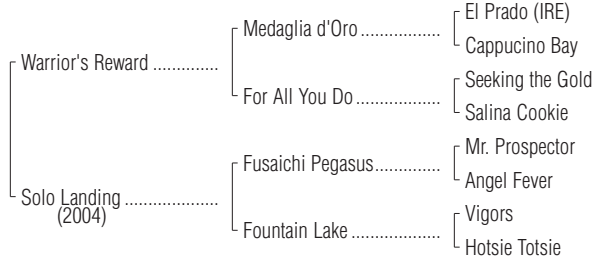 El Prado (IRE)
Medaglia d'Oro ..................
Cappucino Bay
Warrior's Reward ..............
Seeking the Gold
For All You Do ...................
Salina Cookie
Mr. Prospector
Fusaichi Pegasus..............
Angel Fever
Solo Landing ....................
(2004)
Vigors
Fountain Lake ...................
Hotsie Totsie